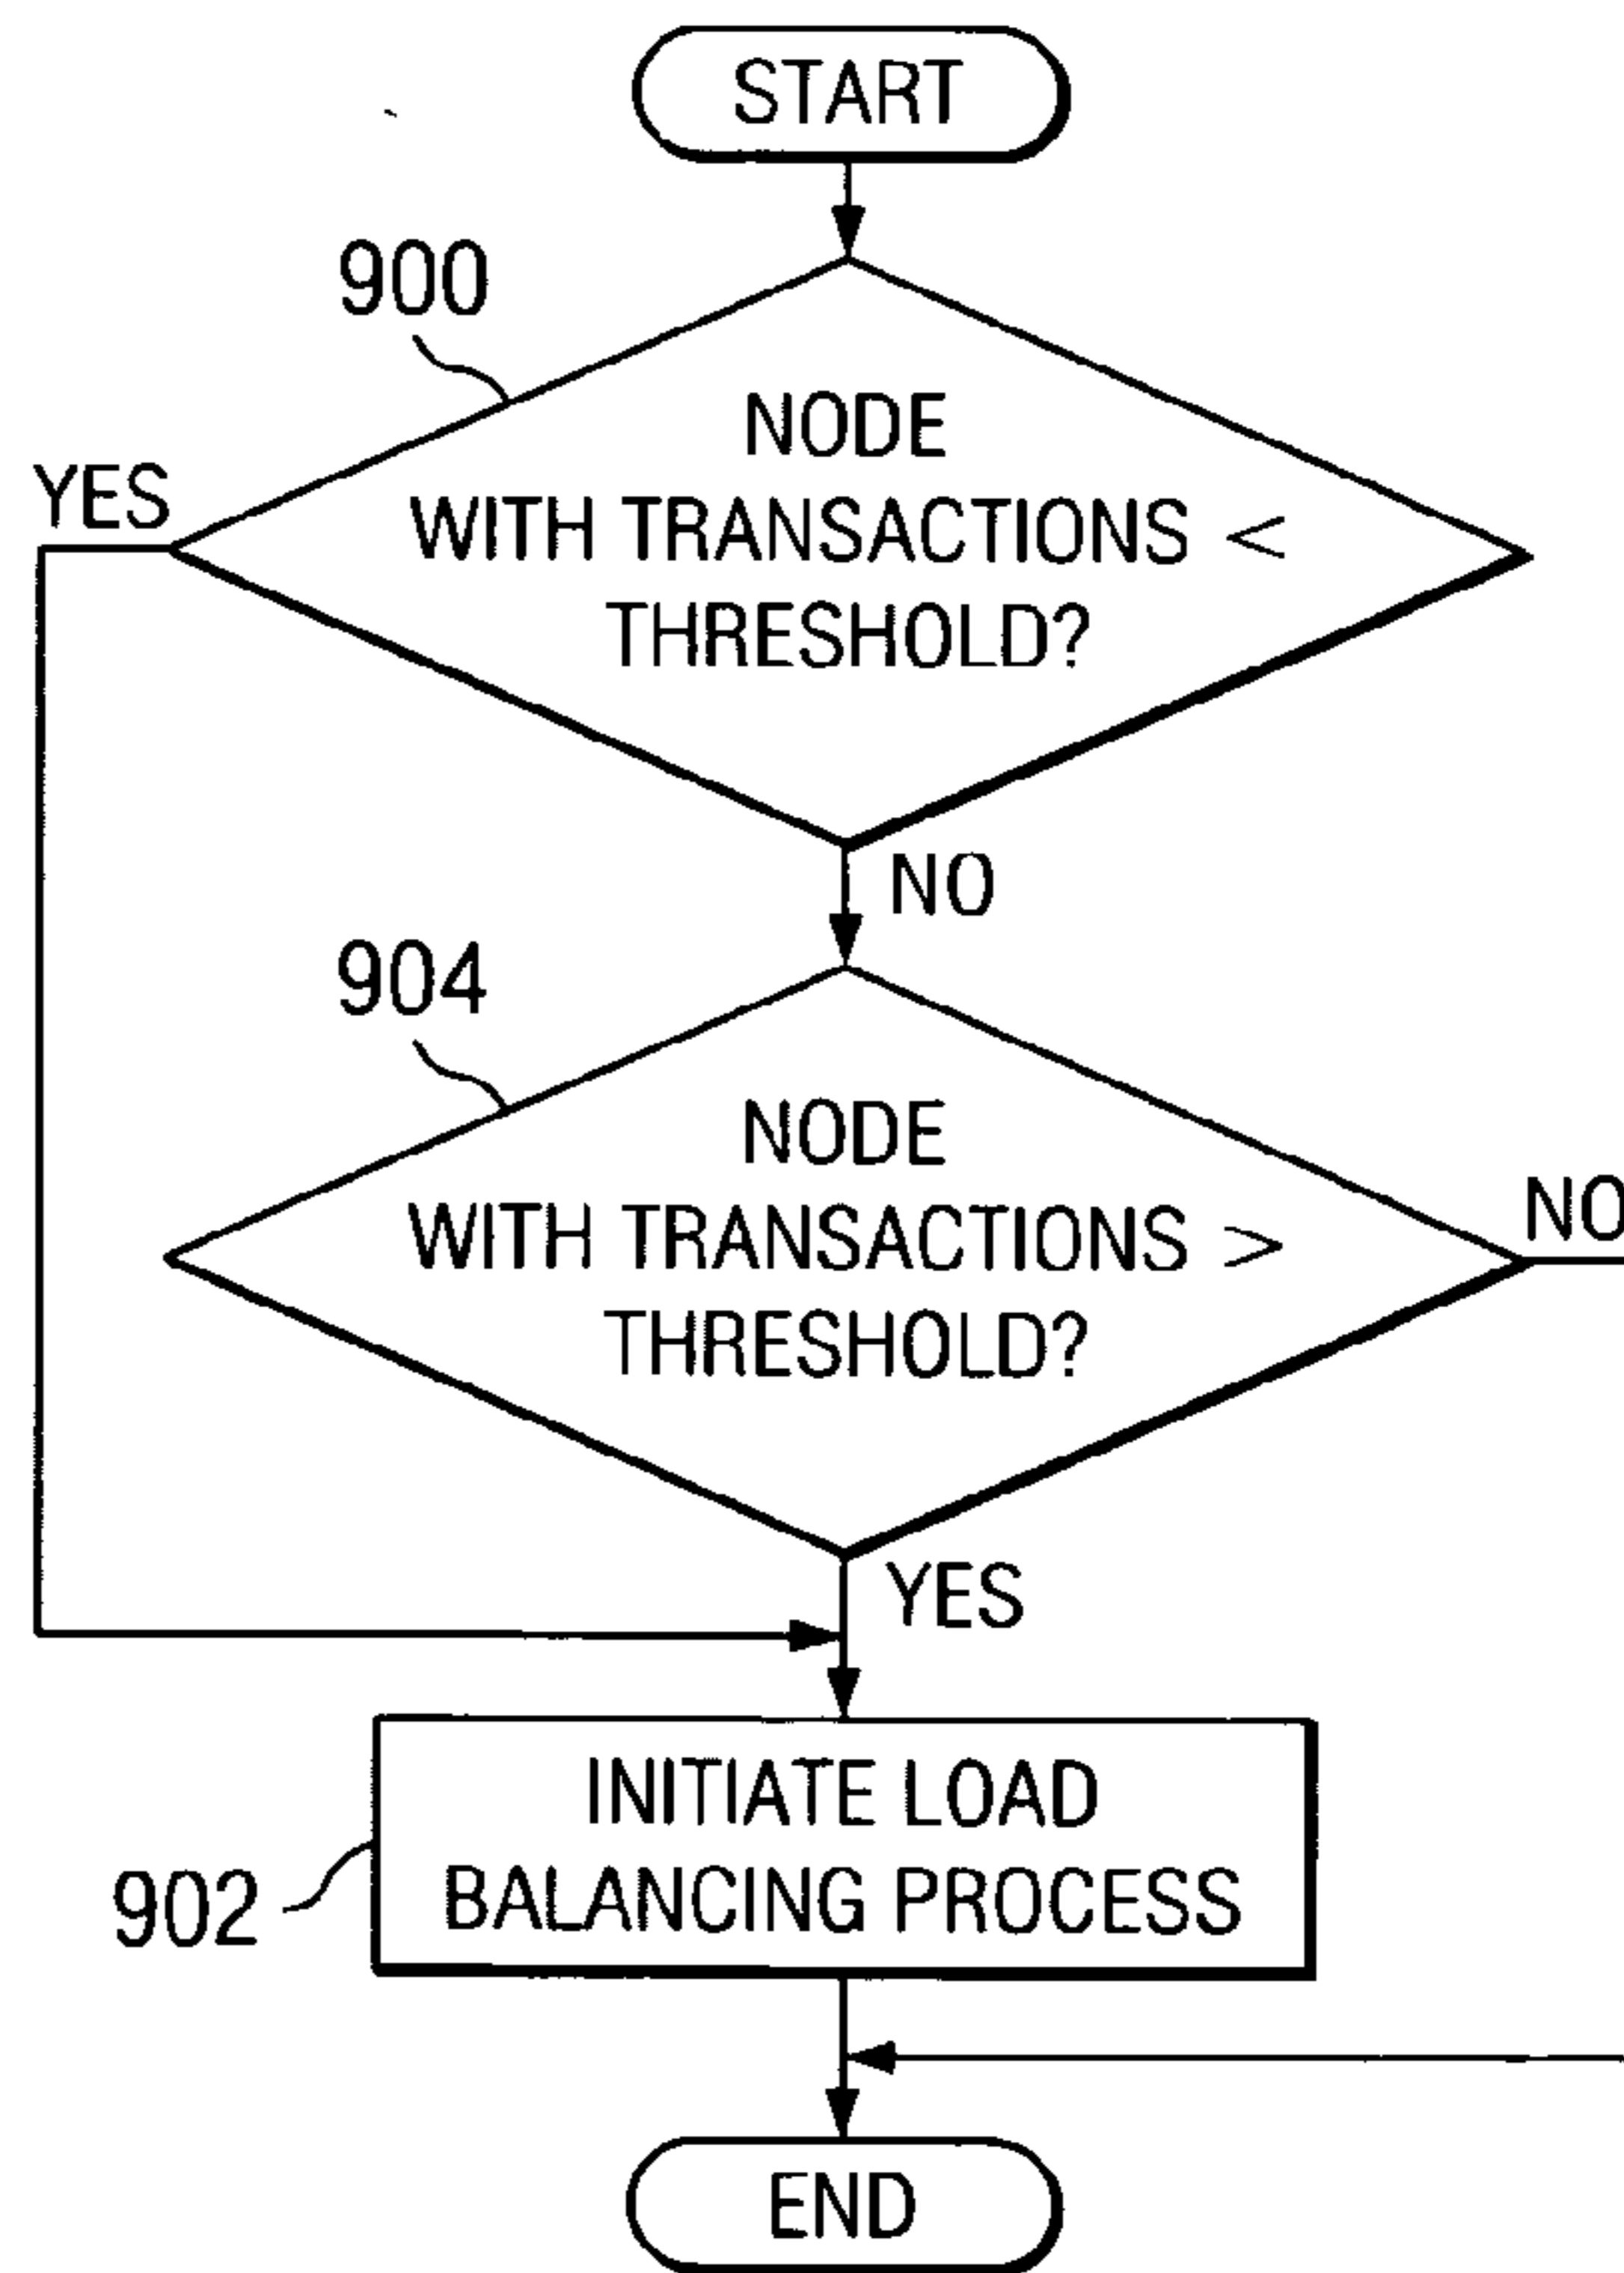 START
900
NODE
WITH TRANSACTIONS <
THRESHOLD?
YES
NO
904
NODE
WITH TRANSACTIONS >
THRESHOLD?
NO
YES
INITIATE LOAD
BALANCING PROCESS
902
END